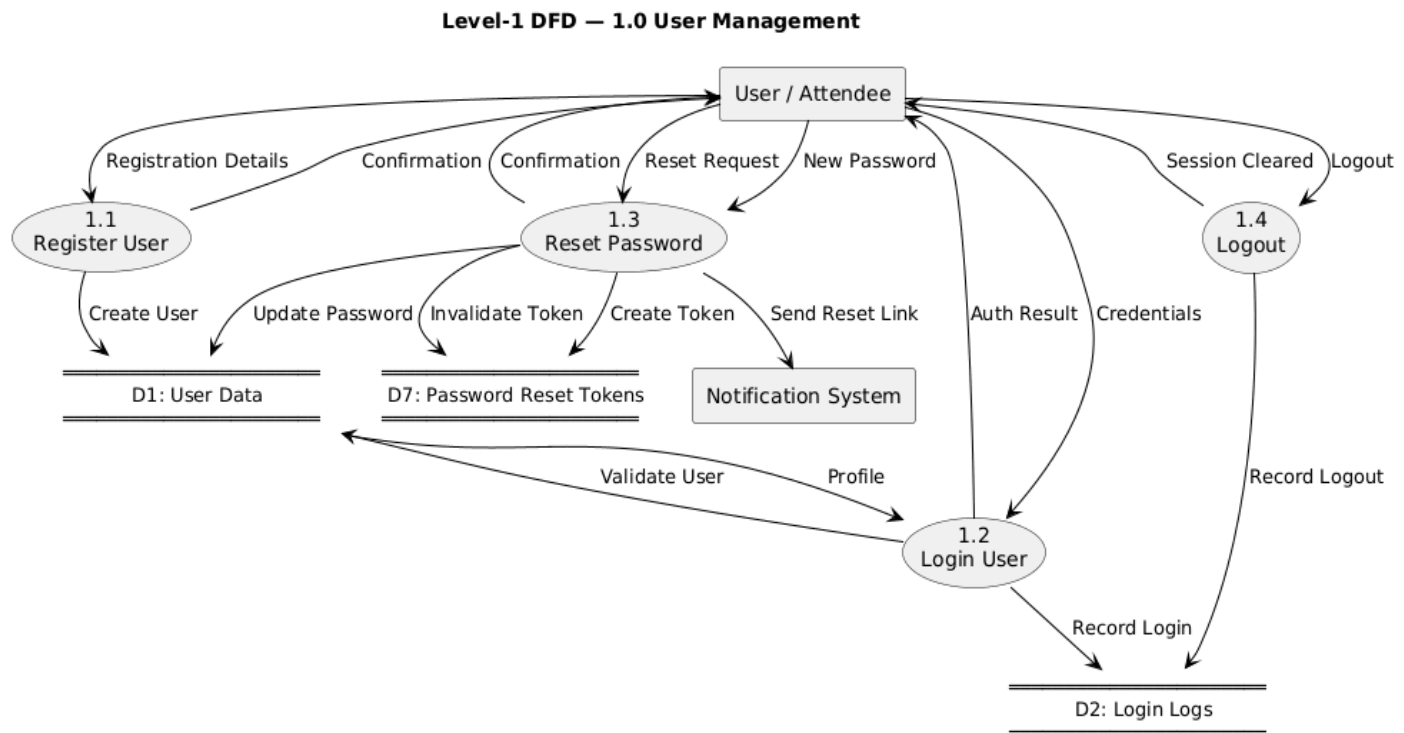 Level-1 DFD — 1.0 User Management
User / Attendee
Registration Details
Confirmation
Confirmation
Reset Request
New Password
Session Cleared
Logout
1.1
Register User
1.3
Reset Password
1.4
Logout
Create User
Update Password
Invalidate Token
Create Token
Send Reset Link
Auth Result
Credentials
D1: User Data
D7: Password Reset Tokens
Notification System
Validate User
Profile
Record Logout
1.2
Login User
Record Login
D2: Login Logs